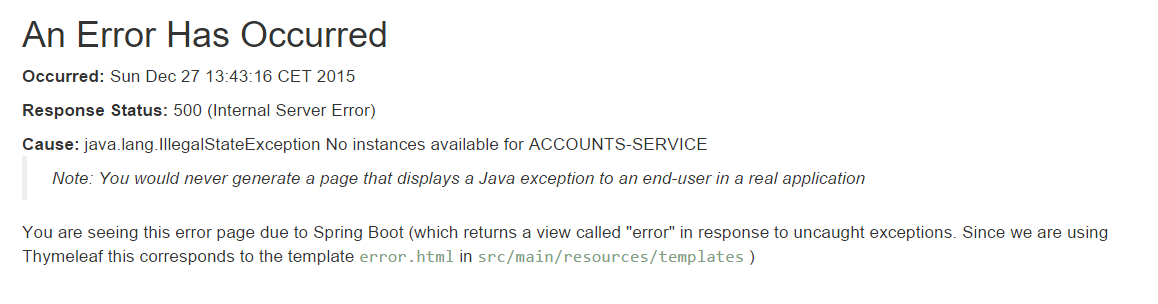 An Error Has Occurred
Occurred: Sun Dec 27 13:43:16 CET 2015
Response Status: 500 (Internal Server Error)
Cause: java.lang.IllegalStateException No instances available for ACCOUNTS-SERVICE
Note: You would never generate a page that displays a Java exception to an end-user in a real application
You are seeing this error page due to Spring Boot (which returns a view called "error" in response to uncaught exceptions. Since we are using
Thymeleaf this corresponds to the template error.html in src/main/resources/templates )